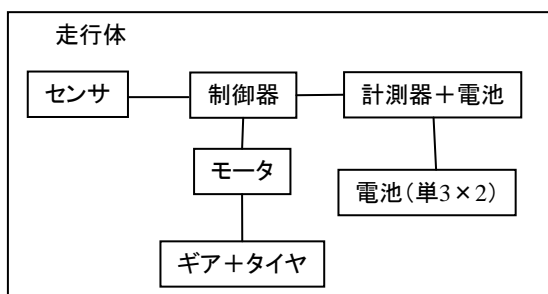 走行体
センサ
制御器
計測器＋電池
モータ
電池（単3×2）
ギア＋タイヤ